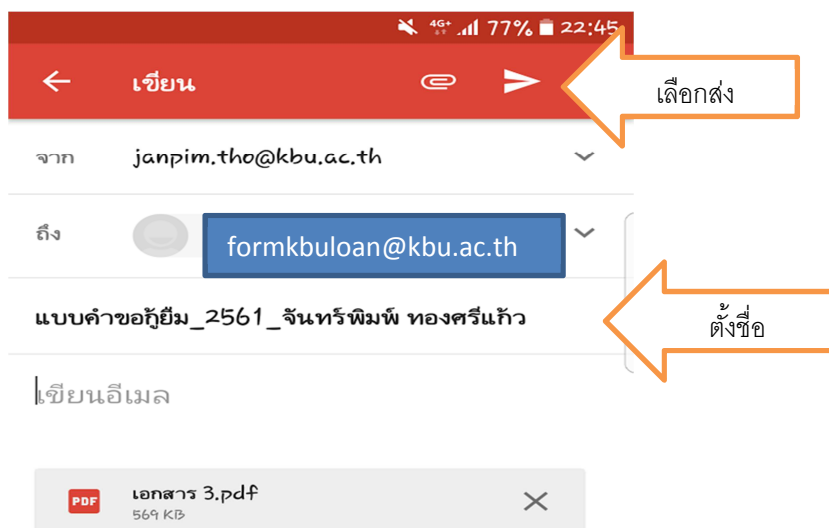 4G+ 77% 22:45
เขียน
เลือกส่ง
จาก janpim.tho@kbu.ac.th
ถึง formkbuloan@kbu.ac.th
แบบคำขอกู้ยืม_2561_จันทร์พิมพ์ ทองศรีแก้ว
ตั้งชื่อ
เขียนอีเมล
PDF เอกสาร 3.pdf
569 KB